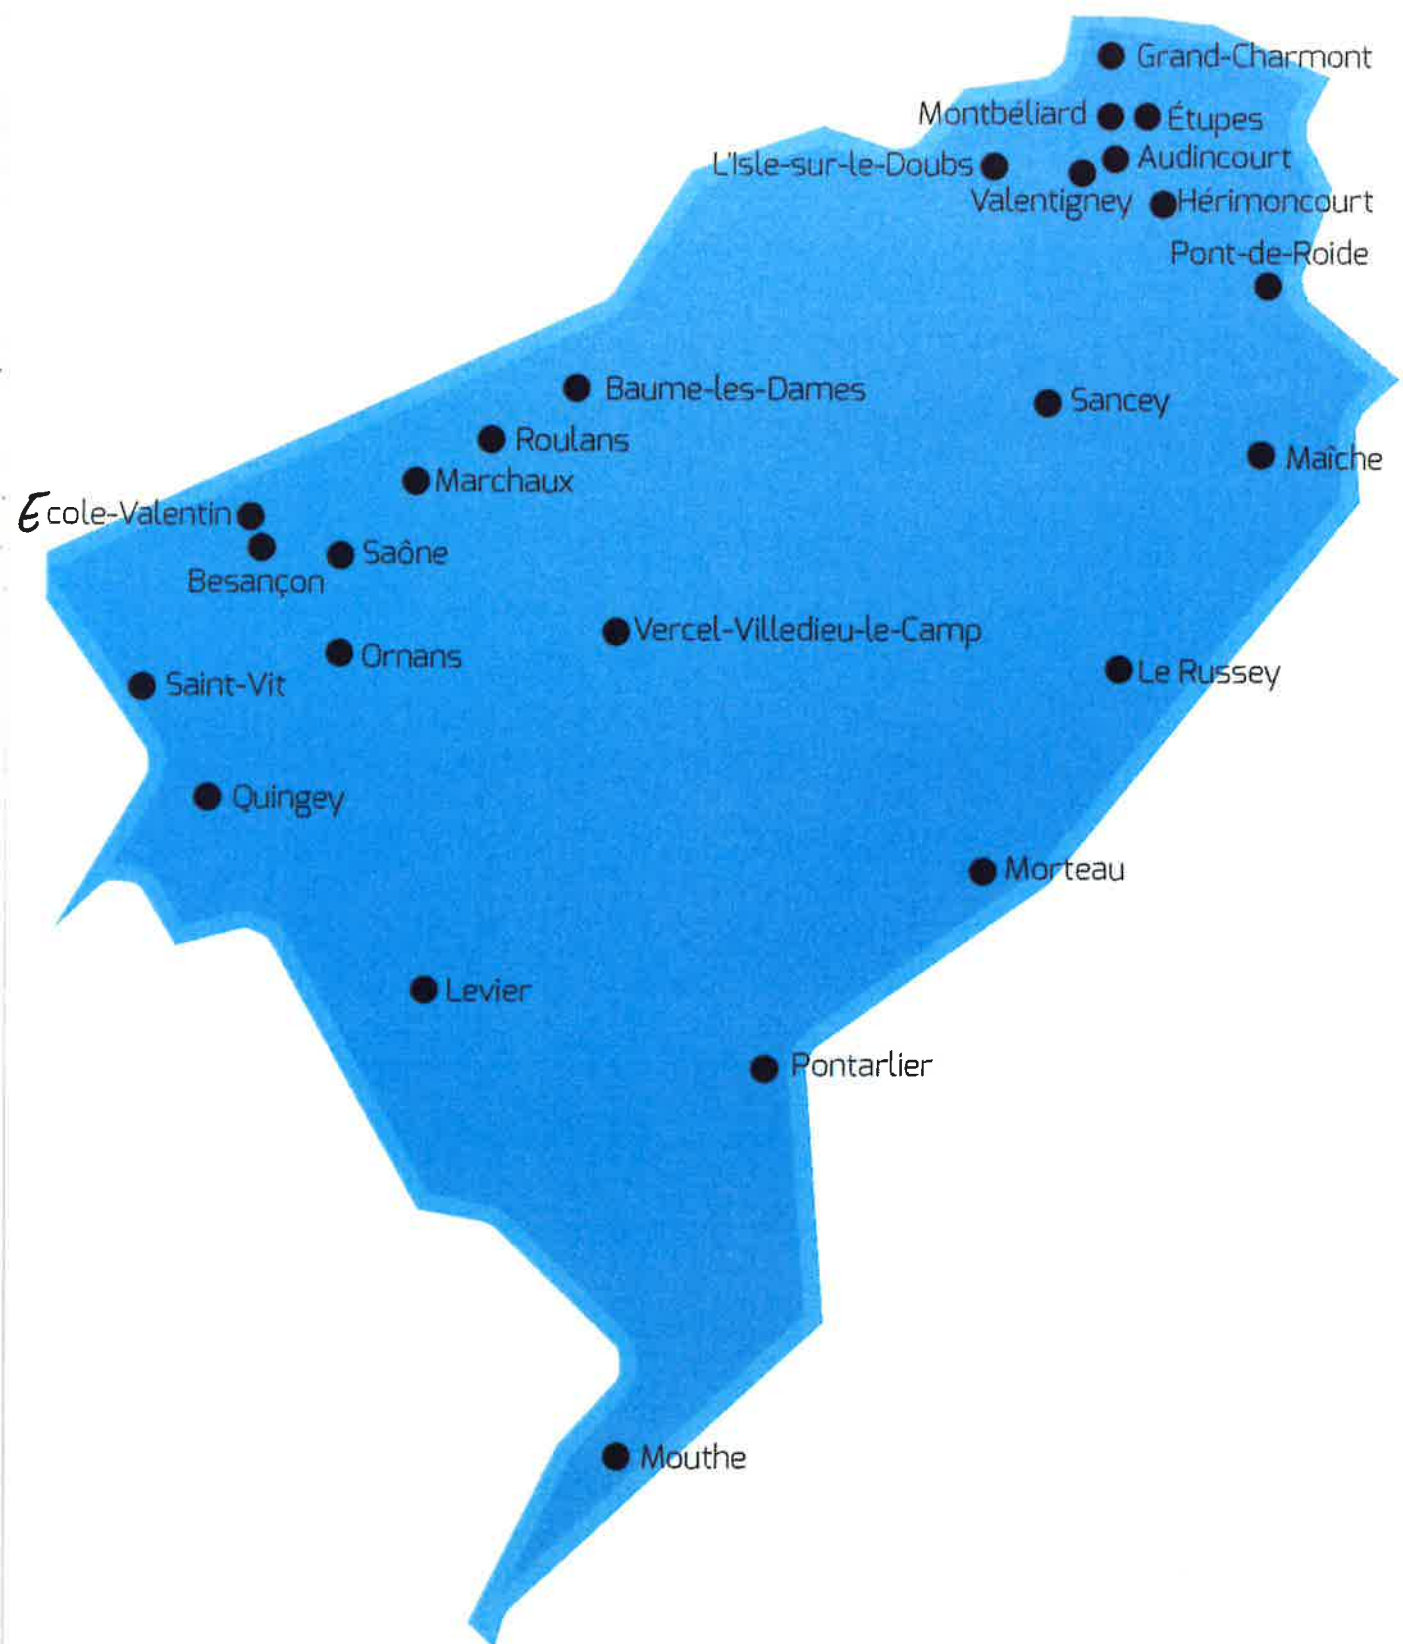 Grand-Charmont
Montbéliard
Étupes
L'Isle-sur-le-Doubs
Audincourt
Valentigney
Hérimoncourt
Pont-de-Roide
Baume-les-Dames
Sancey
Roulans
Maîche
Marchaux
Ecole-Valentin
Saône
Besançon
Vercel-Villedieu-le-Camp
Ornans
Le Russey
Saint-Vit
Quingey
Morteau
Levier
Pontarlier
Mouthe